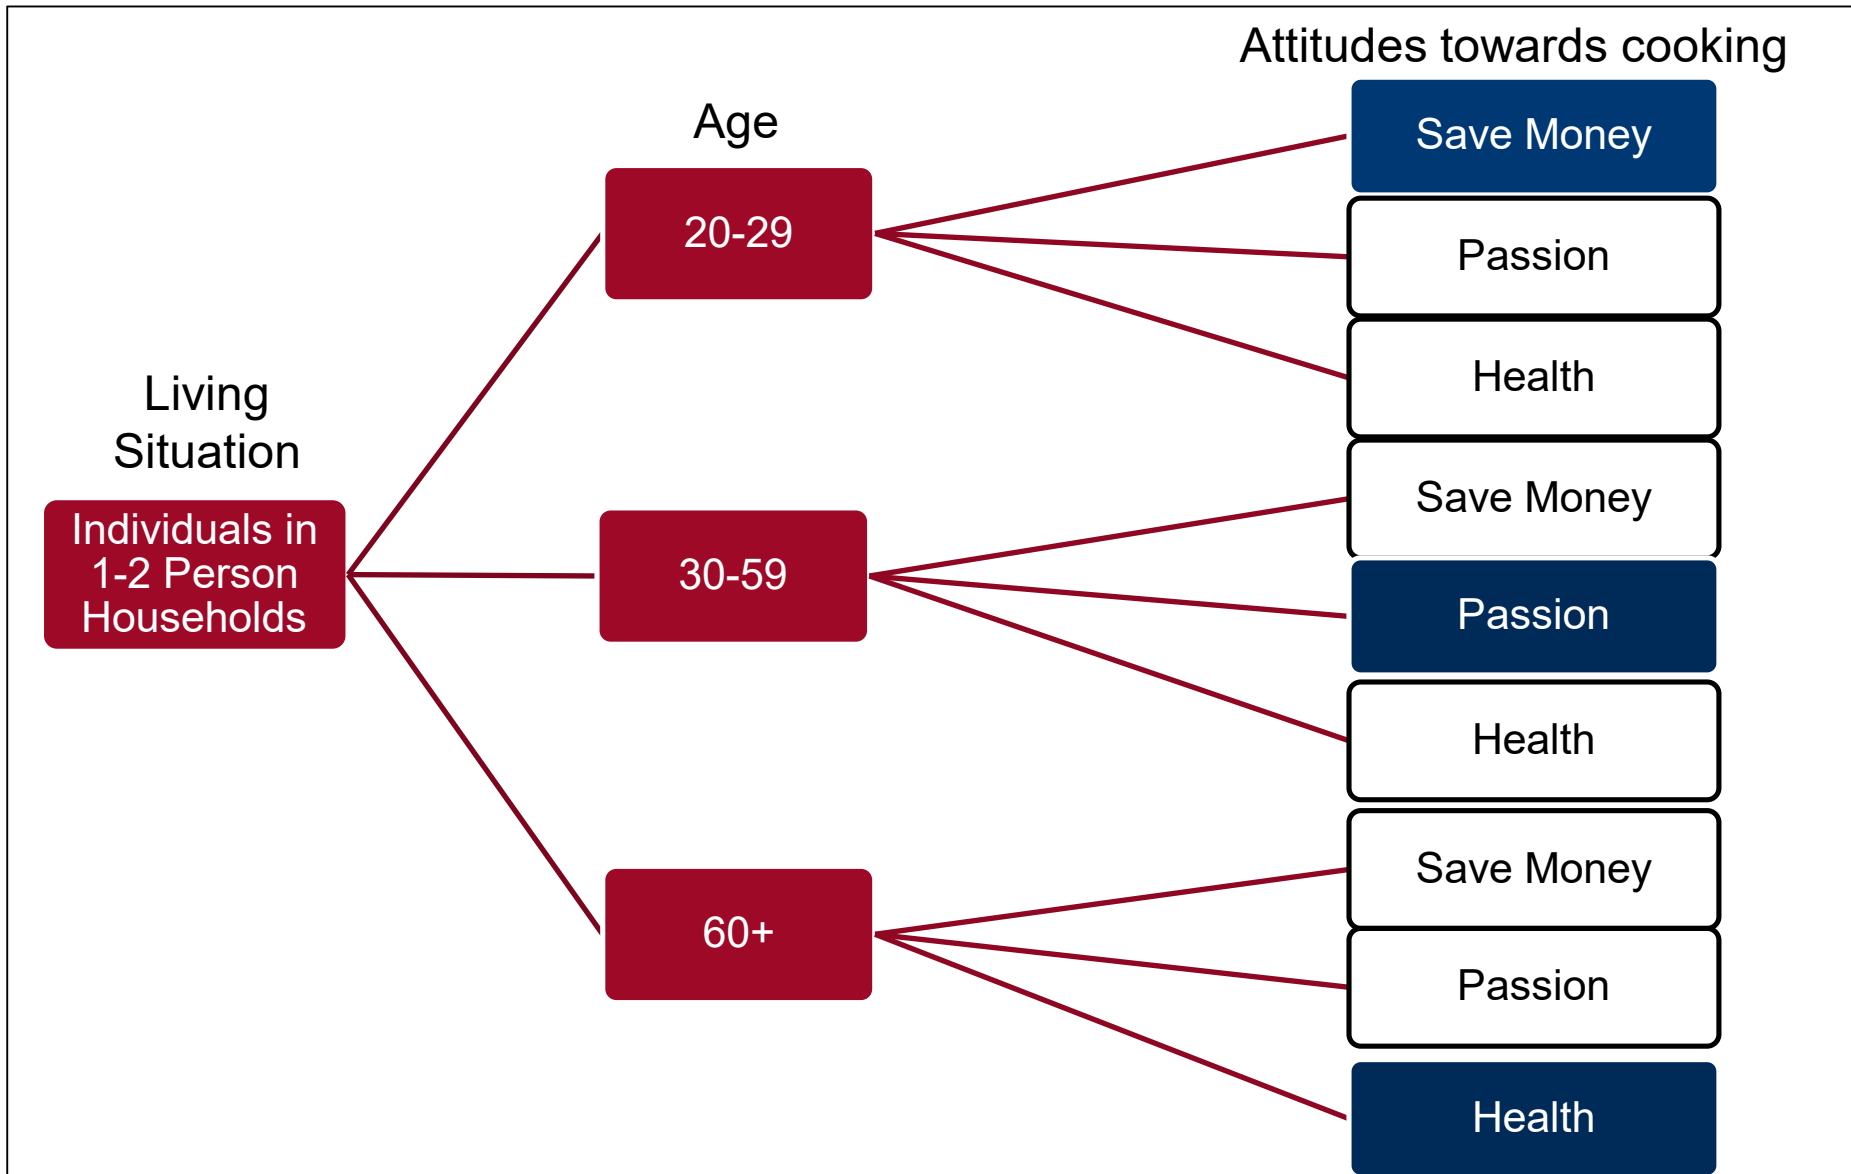 Attitudes towards cooking
Age
Living
Situation
Individuals in
1-2 Person
Households
20-29
Save Money
Passion
Health
30-59
Save Money
Passion
Health
60+
Save Money
Passion
Health